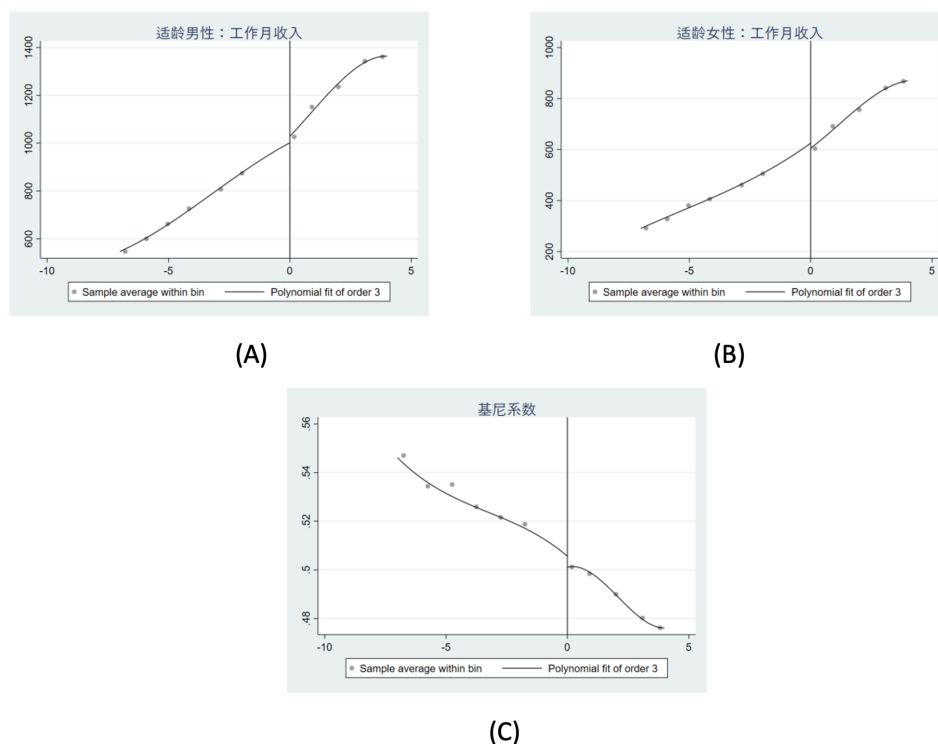 适龄男性：工作月收入
1400
1200
1000
800
600
-10 -5 0 5
Sample average within bin Polynomial fit of order 3
(A)
适龄女性：工作月收入
1000
800
600
400
200
-10 -5 0 5
Sample average within bin Polynomial fit of order 3
(B)
基尼系数
.56
.54
.52
.5
.48
-10 -5 0 5
Sample average within bin Polynomial fit of order 3
(C)